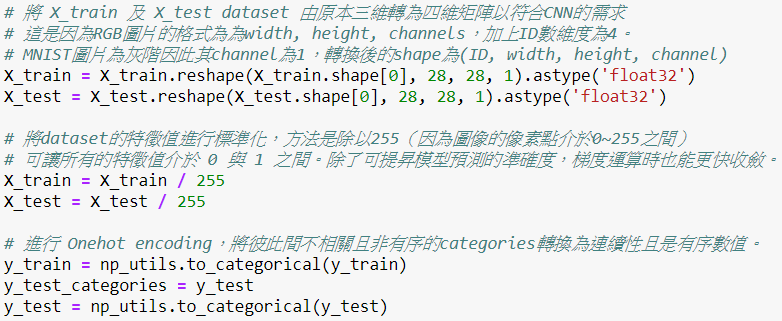 # 將 X_train 及 X_test dataset 由原本三維轉為四維矩陣以符合CNN的需求
# 這是因為RGB圖片的格式為為width, height, channels，加上ID數維度為4。
# MNIST圖片為灰階因此其channel為1，轉換後的shape為(ID, width, height, channel)
X_train = X_train.reshape(X_train.shape[0], 28, 28, 1).astype('float32')
X_test = X_test.reshape(X_test.shape[0], 28, 28, 1).astype('float32')
# 將dataset的特徵值進行標準化，方法是除以255（因為圖像的像素點介於0~255之間）
# 可讓所有的特徵值介於 0 與 1 之間。除了可提昇模型預測的準確度，梯度運算時也能更快收斂。
X_train = X_train / 255
X_test = X_test / 255
# 進行 Onehot encoding，將彼此間不相關且非有序的categories轉換為連續性且是有序數值。
y_train = np_utils.to_categorical(y_train)
y_test_categories = y_test
y_test = np_utils.to_categorical(y_test)